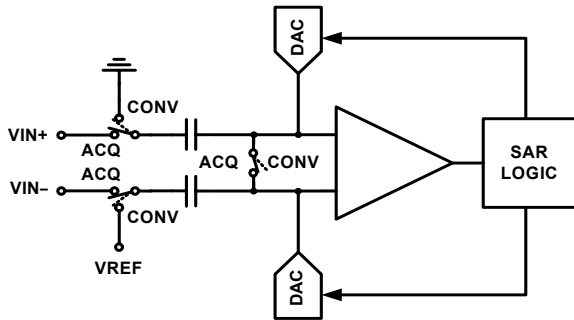 DAC
CONV
VIN+
ACQ
ACQ
CONV
SAR
LOGIC
ACQ
VIN–
CONV
VREF
DAC